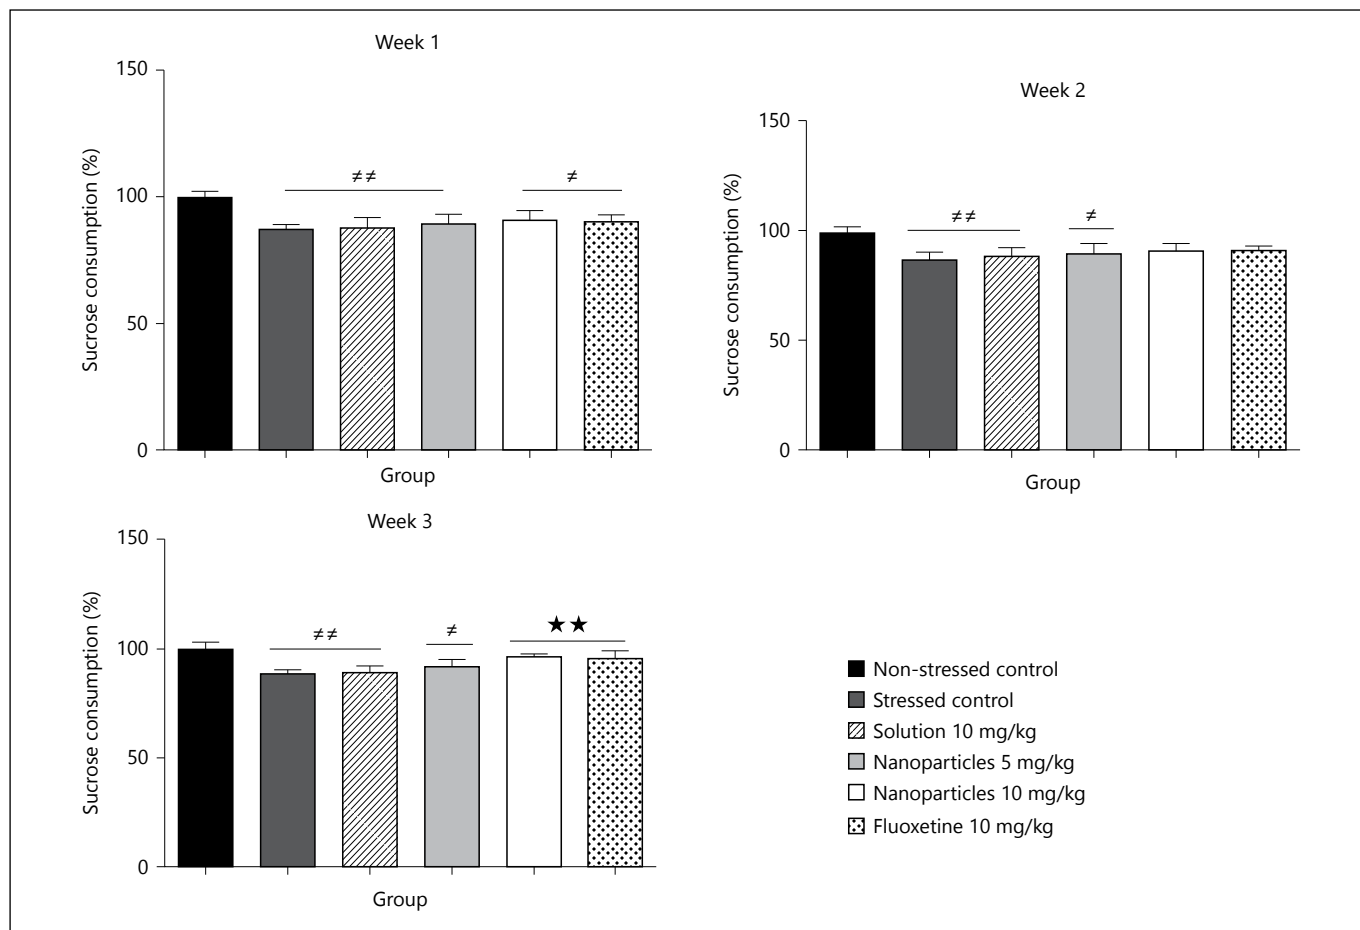 Week 1
150
100
50
0
Sucrose consumption (%)
≠≠
≠
Group
Week 2
150
100
50
0
Sucrose consumption (%)
≠≠
≠
Group
Week 3
150
100
50
0
Sucrose consumption (%)
≠≠
≠
★★
Group
Non-stressed control
Stressed control
Solution 10 mg/kg
Nanoparticles 5 mg/kg
Nanoparticles 10 mg/kg
Fluoxetine 10 mg/kg